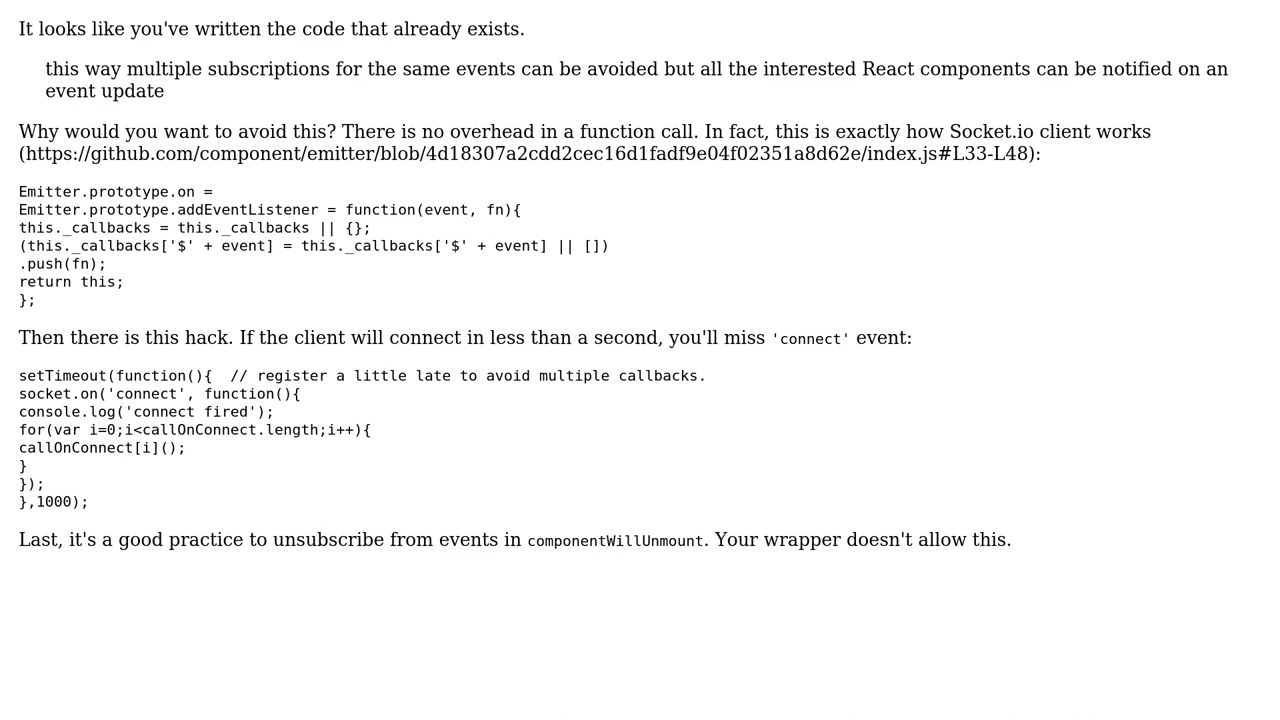 It looks like you've written the code that already exists.
this way multiple subscriptions for the same events can be avoided but all the interested React components can be notified on an
event update
Why would you want to avoid this? There is no overhead in a function call. In fact, this is exactly how Socket.io client works
(https://github.com/component/emitter/blob/4d18307a2cdd2cec16d1fadf9e04f02351a8d62e/index.js#L33-L48):
Emitter.prototype.on =
Emitter.prototype.addEventListener = function(event, fn){
this._callbacks = this._callbacks || {};
(this._callbacks['$' + event] = this._callbacks['$' + event] || [])
.push(fn);
return this;
};
Then there is this hack. If the client will connect in less than a second, you'll miss 'connect' event:
setTimeout(function(){  // register a little late to avoid multiple callbacks.
socket.on('connect', function(){
console.log('connect fired');
for(var i=0;i<callOnConnect.length;i++){
callOnConnect[i]();
}
});
},1000);
Last, it's a good practice to unsubscribe from events in componentWillUnmount. Your wrapper doesn't allow this.